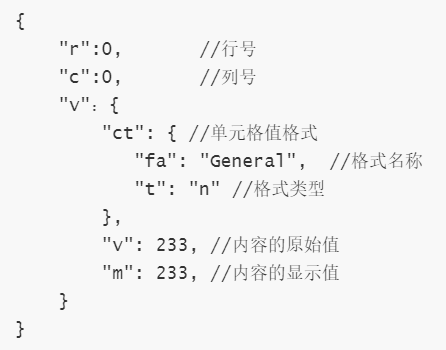 {
"r":0, //行号
"c":0, //列号
"v": {
"ct": { //单元格值格式
"fa": "General", //格式名称
"t": "n" //格式类型
},
"v": 233, //内容的原始值
"m": 233, //内容的显示值
}
}